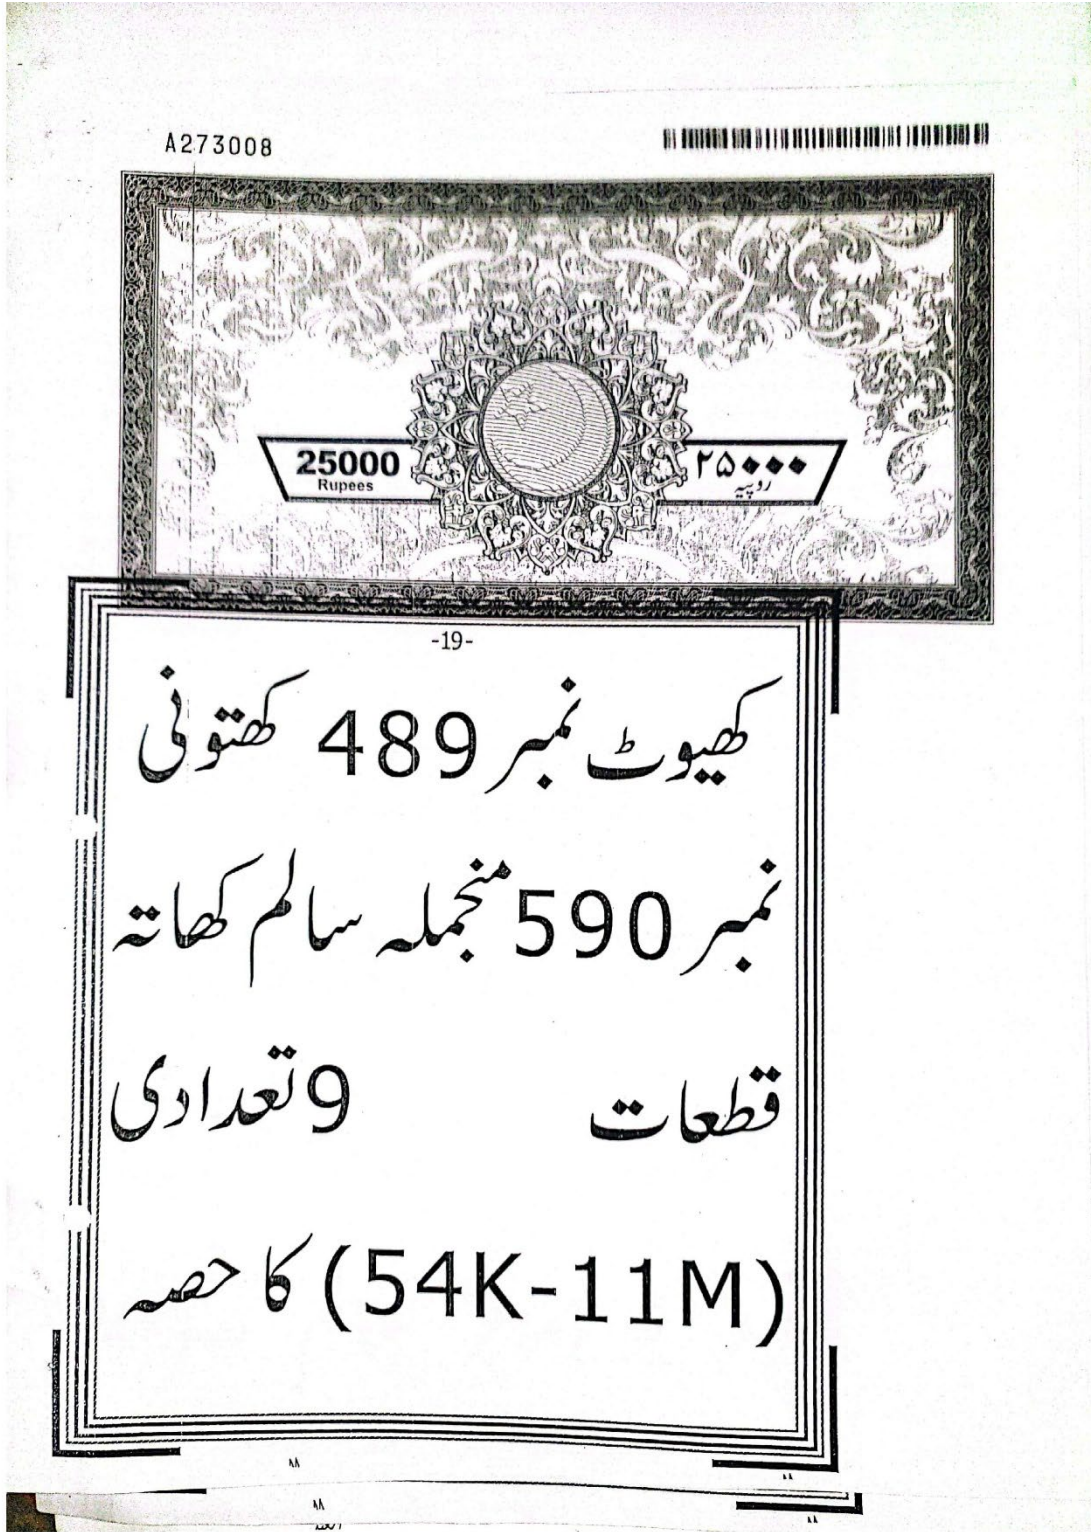 A273008
25000
Rupees
۲۵۰۰۰
روپیہ
-19-
کھیوٹ نمبر 489 کھتونی
نمبر 590 منجملہ سالم کھاتہ
قطعات 9 تعدادی
(54K-11M) کا حصہ